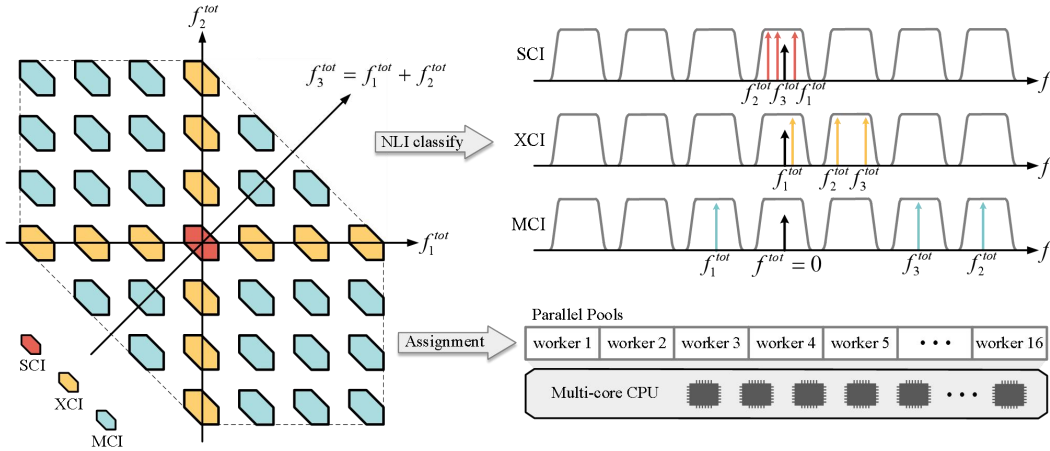 f_2^{tot}
f_3^{tot} = f_1^{tot} + f_2^{tot}
f_1^{tot}
SCI
XCI
MCI
NLI classify
Assignment
SCI
f
f_2^{tot} f_3^{tot} f_1^{tot}
XCI
f
f_1^{tot} f_2^{tot} f_3^{tot}
MCI
f
f_1^{tot} f^{tot} = 0 f_3^{tot} f_2^{tot}
Parallel Pools
worker 1 worker 2 worker 3 worker 4 worker 5 • • • worker 16
Multi-core CPU • • •